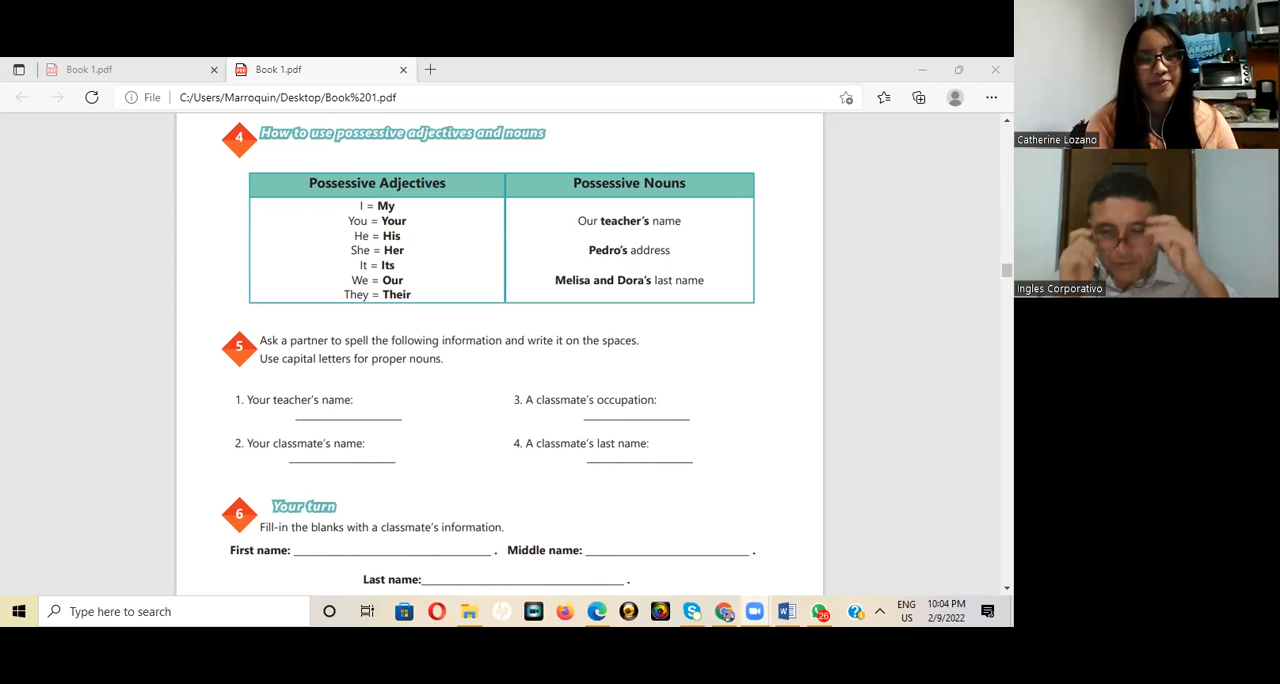 Book 1.pdf
Book 1.pdf
File
C:/Users/Marroquin/Desktop/Book%201.pdf
4 How to use possessive adjectives and nouns
Possessive Adjectives
I = My
You = Your
He = His
She = Her
It = Its
We = Our
They = Their
Possessive Nouns
Our teacher's name
Pedro's address
Melisa and Dora's last name
5 Ask a partner to spell the following information and write it on the spaces.
Use capital letters for proper nouns.
1. Your teacher's name:
2. Your classmate's name:
3. A classmate's occupation:
4. A classmate's last name:
6 Your turn
Fill-in the blanks with a classmate's information.
First name: . Middle name: .
Last name: .
Catherine Lozano
Ingles Corporativo
Type here to search
26
ENG
US
10:04 PM
2/9/2022